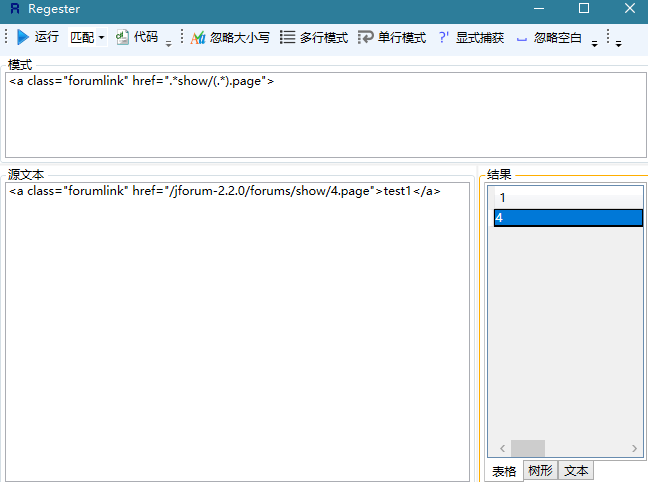 Regester
运行 匹配 代码 忽略大小写 多行模式 单行模式 显式捕获 忽略空白
模式
<a class="forumlink" href=".*show/(.*).page">
源文本
<a class="forumlink" href="/jforum-2.2.0/forums/show/4.page">test1</a>
结果
1
4
表格 树形 文本